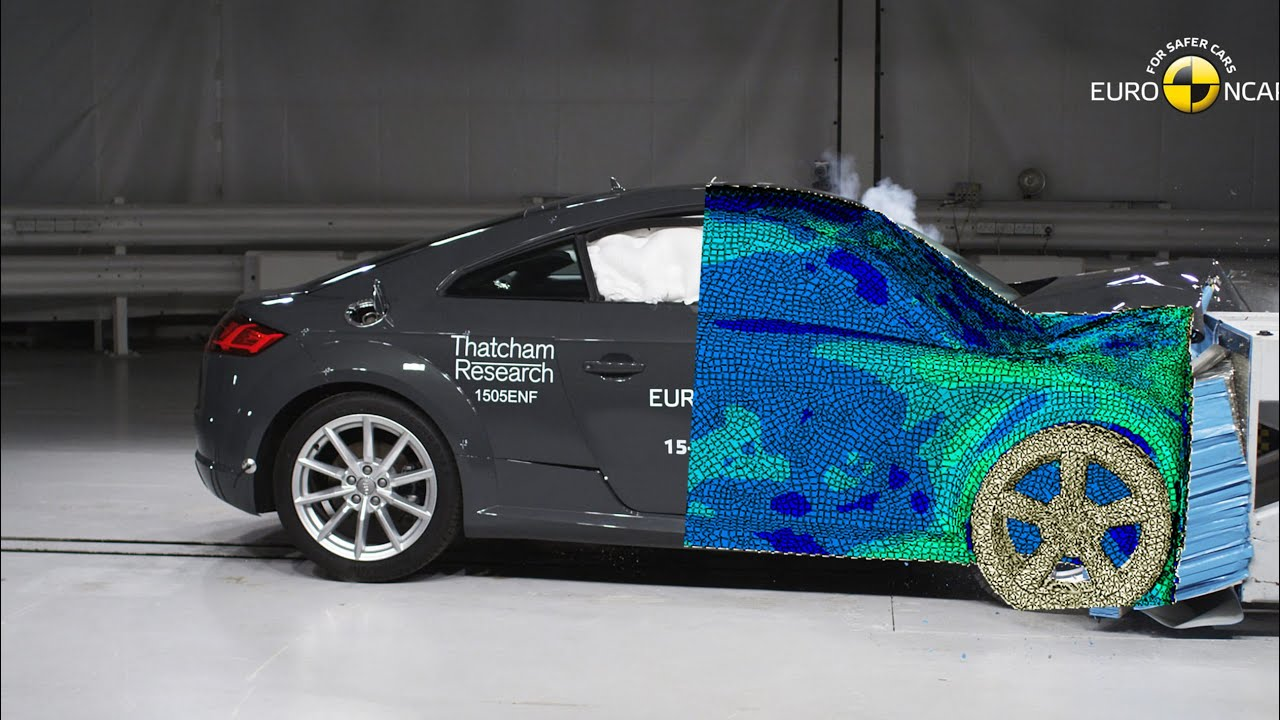 FOR SAFER CARS
EURO NCAP
Thatcham
Research
1505ENF
EUR
15-